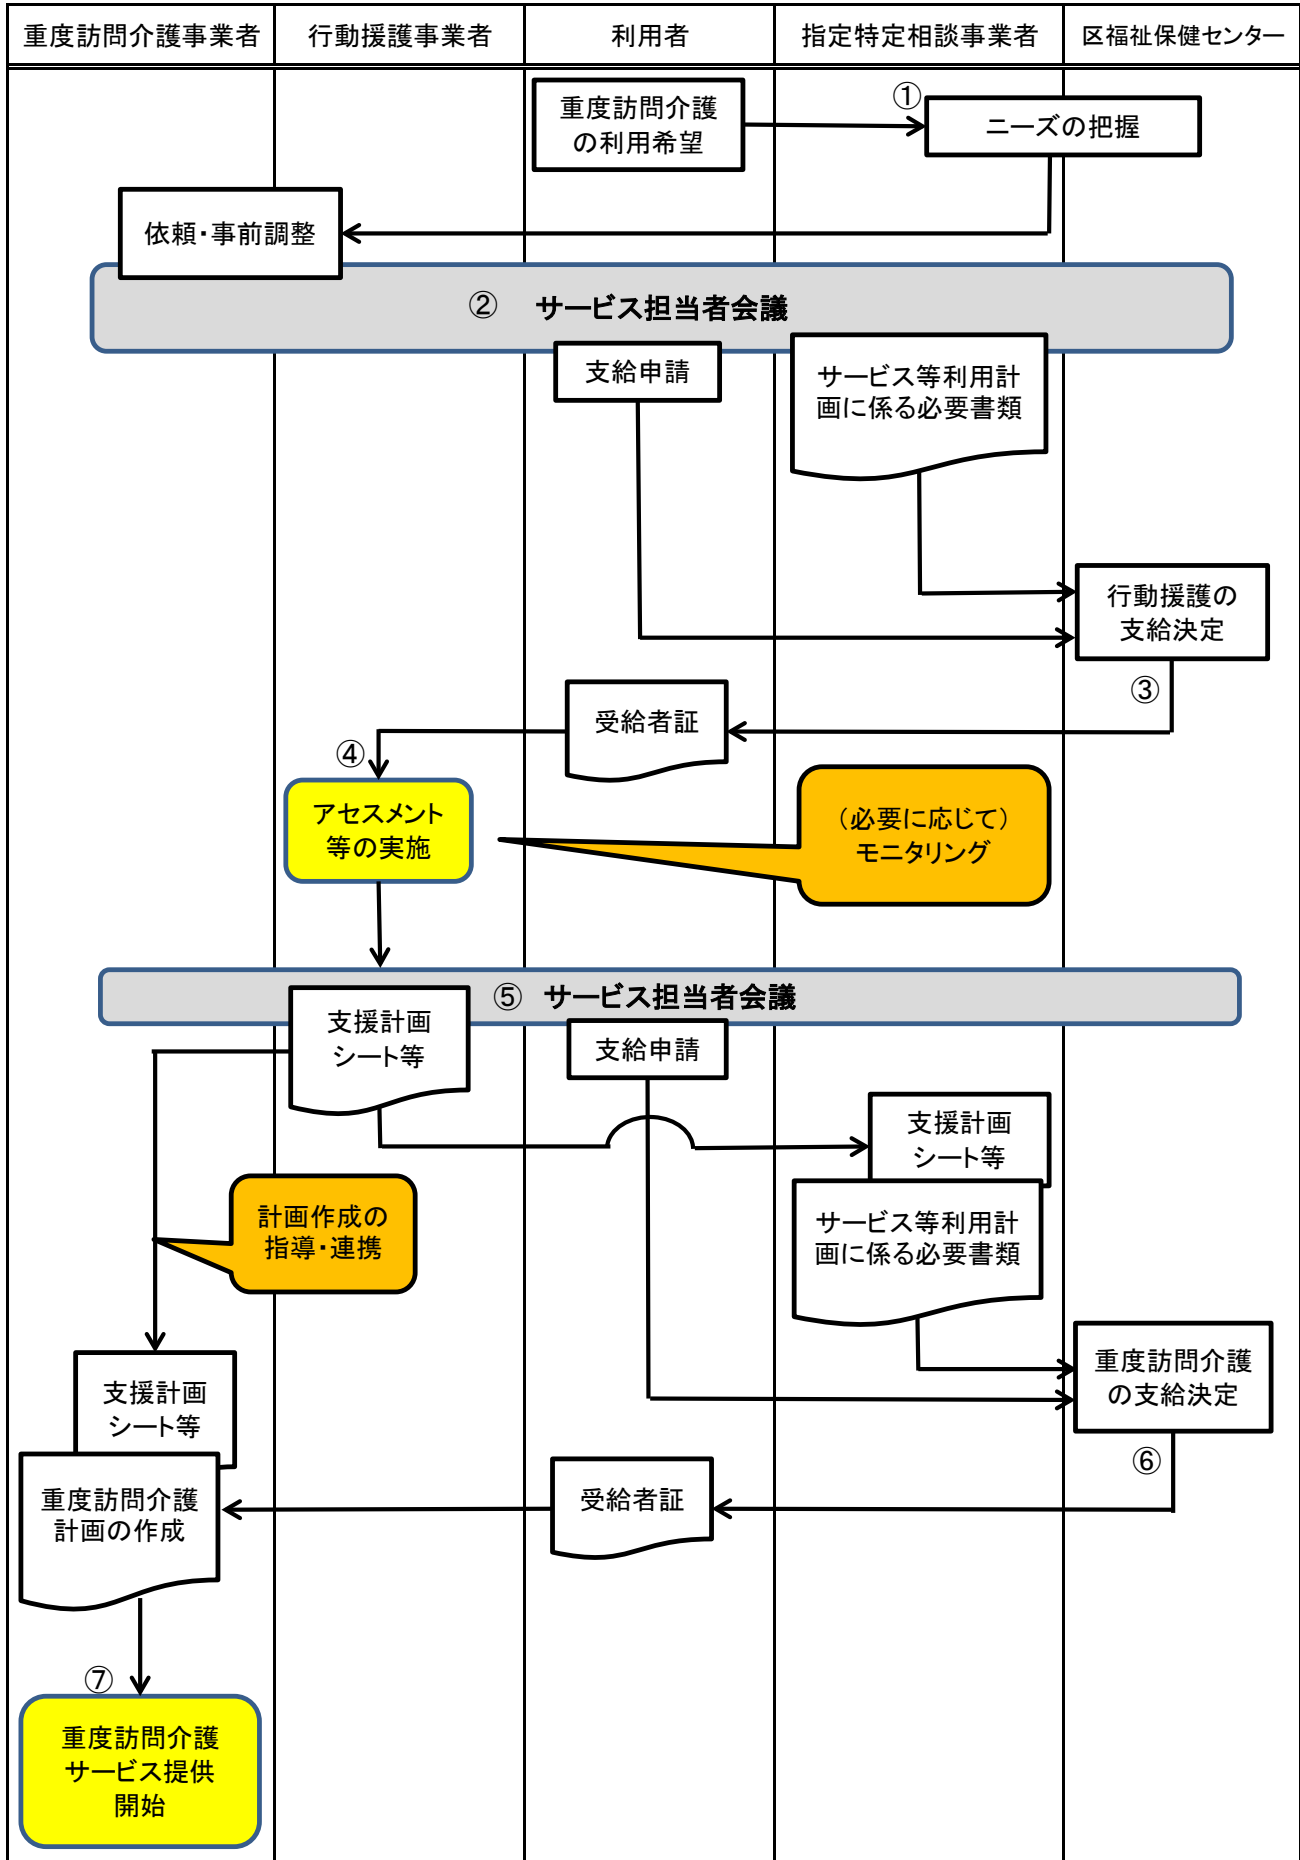 重度訪問介護事業者
行動援護事業者
利用者
指定特定相談事業者
区福祉保健センター
重度訪問介護
の利用希望
①
ニーズの把握
依頼・事前調整
② サービス担当者会議
支給申請
サービス等利用計
画に係る必要書類
行動援護の
支給決定
③
受給者証
④
アセスメント
等の実施
（必要に応じて）
モニタリング
⑤ サービス担当者会議
支援計画
シート等
支給申請
支援計画
シート等
サービス等利用計
画に係る必要書類
計画作成の
指導・連携
重度訪問介護
の支給決定
支援計画
シート等
⑥
受給者証
重度訪問介護
計画の作成
⑦
重度訪問介護
サービス提供
開始